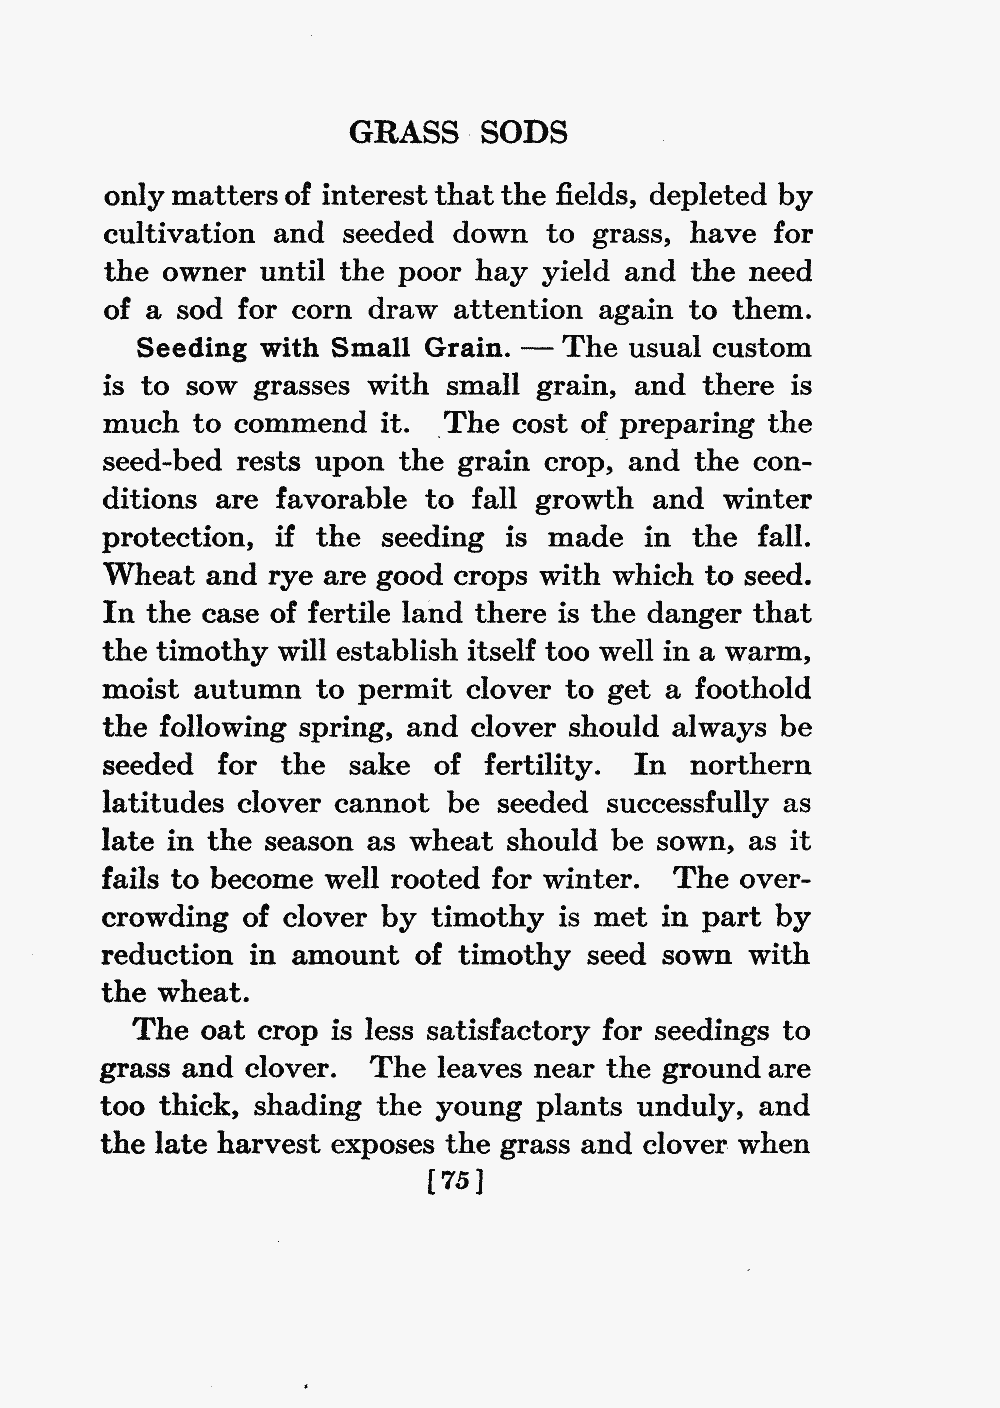 GRASS SODS
only matters of interest that the fields, depleted by
cultivation and seeded down to grass, have for
the owner until the poor hay yield and the need
of a sod for corn draw attention again to them.
Seeding with Small Grain. — The usual custom
is to sow grasses with small grain, and there is
much to commend it. The cost of preparing the
seed-bed rests upon the grain crop, and the con-
ditions are favorable to fall growth and winter
protection, if the seeding is made in the fall.
Wheat and rye are good crops with which to seed.
In the case of fertile land there is the danger that
the timothy will establish itself too well in a warm,
moist autumn to permit clover to get a foothold
the following spring, and clover should always be
seeded for the sake of fertility. In northern
latitudes clover cannot be seeded successfully as
late in the season as wheat should be sown, as it
fails to become well rooted for winter. The over-
crowding of clover by timothy is met in part by
reduction in amount of timothy seed sown with
the wheat.
The oat crop is less satisfactory for seedings to
grass and clover. The leaves near the ground are
too thick, shading the young plants unduly, and
the late harvest exposes the grass and clover when
[75]